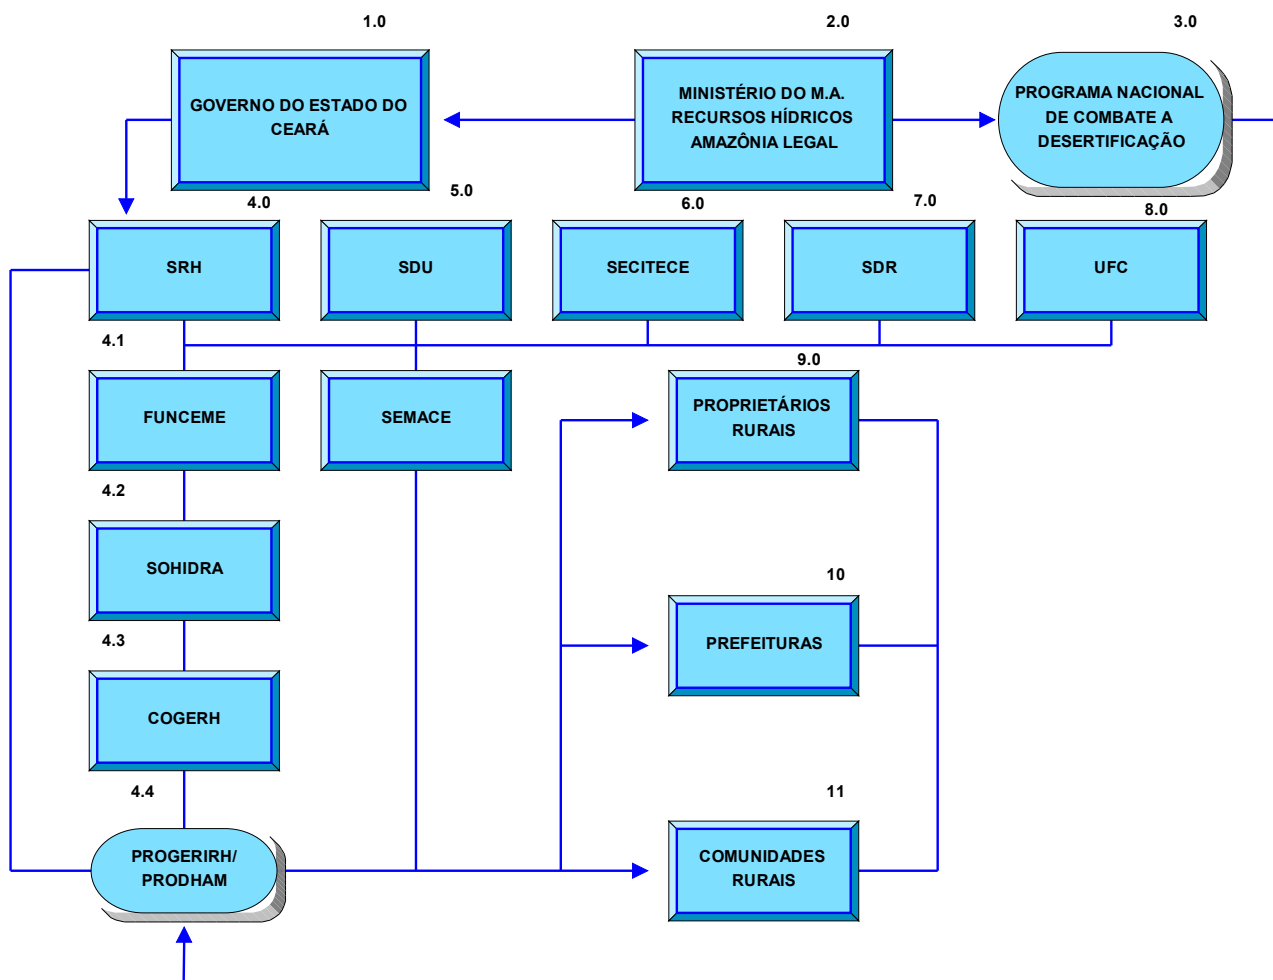 1.0
2.0
3.0
GOVERNO DO ESTADO DO
CEARÁ
MINISTÉRIO DO M.A.
RECURSOS HÍDRICOS
AMAZÔNIA LEGAL
PROGRAMA NACIONAL
DE COMBATE A
DESERTIFICAÇÃO
4.0
5.0
6.0
7.0
8.0
SRH
SDU
SECITECE
SDR
UFC
4.1
9.0
FUNCEME
SEMACE
PROPRIETÁRIOS
RURAIS
4.2
SOHIDRA
10
PREFEITURAS
4.3
COGERH
4.4
11
PROGERIRH/
PRODHAM
COMUNIDADES
RURAIS